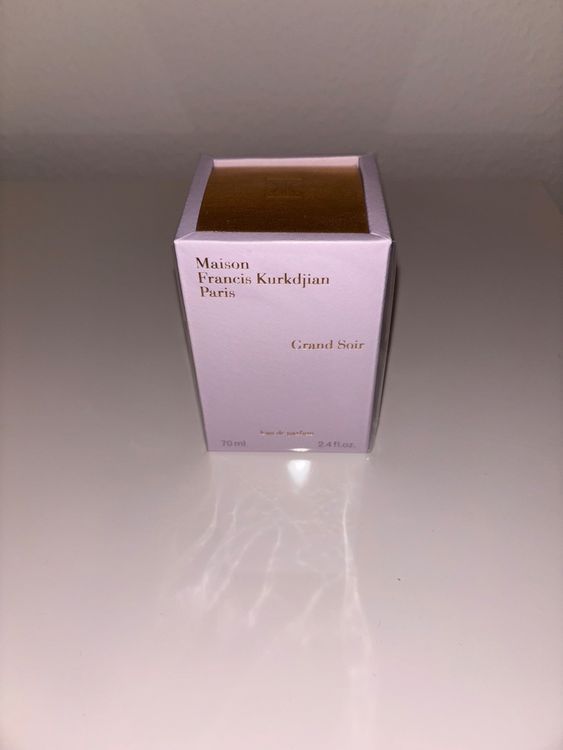 Maison
Francis Kurkdjian
Paris
Grand Soir
Eau de parfum
70 ml. 2.4 fl.oz.